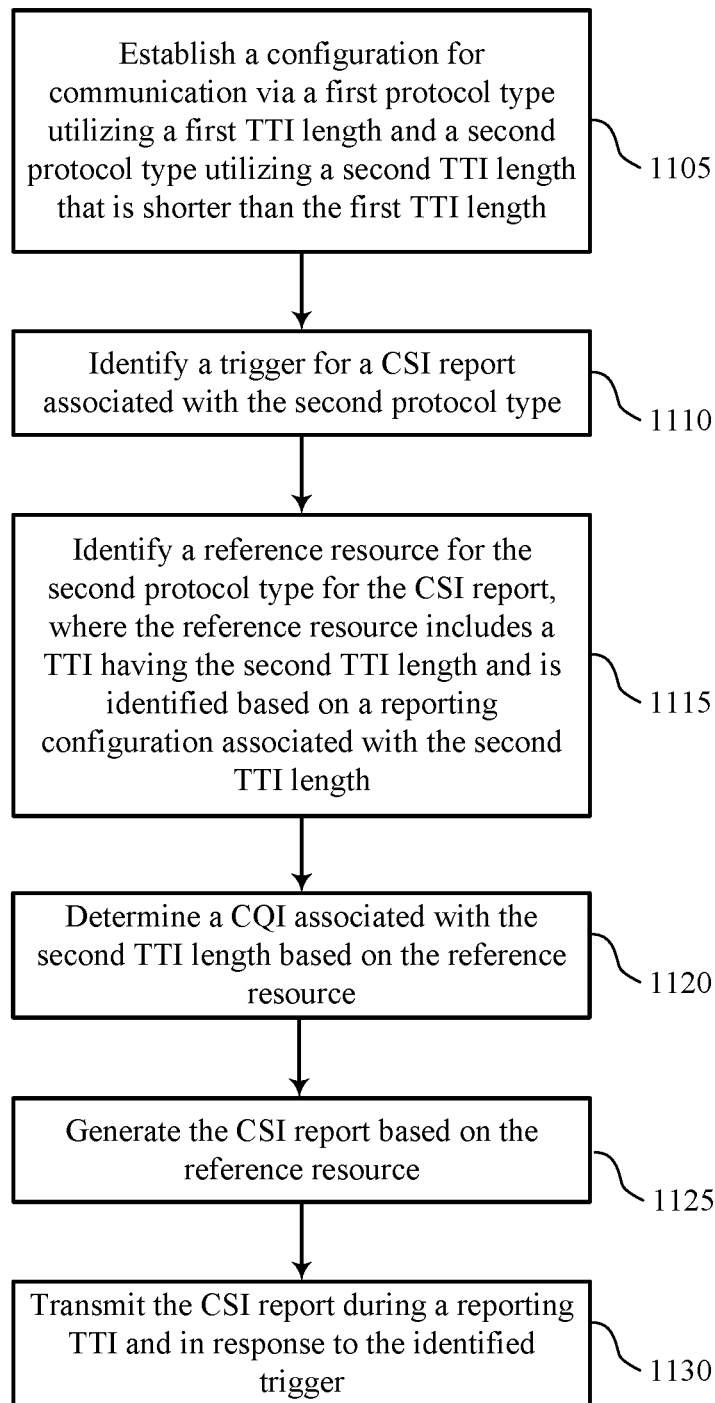 Establish a configuration for
communication via a first protocol type
utilizing a first TTI length and a second
protocol type utilizing a second TTI length
that is shorter than the first TTI length
1105
Identify a trigger for a CSI report
associated with the second protocol type
1110
Identify a reference resource for the
second protocol type for the CSI report,
where the reference resource includes a
TTI having the second TTI length and is
identified based on a reporting
configuration associated with the second
TTI length
1115
Determine a CQI associated with the
second TTI length based on the reference
resource
1120
Generate the CSI report based on the
reference resource
1125
Transmit the CSI report during a reporting
TTI and in response to the identified
trigger
1130